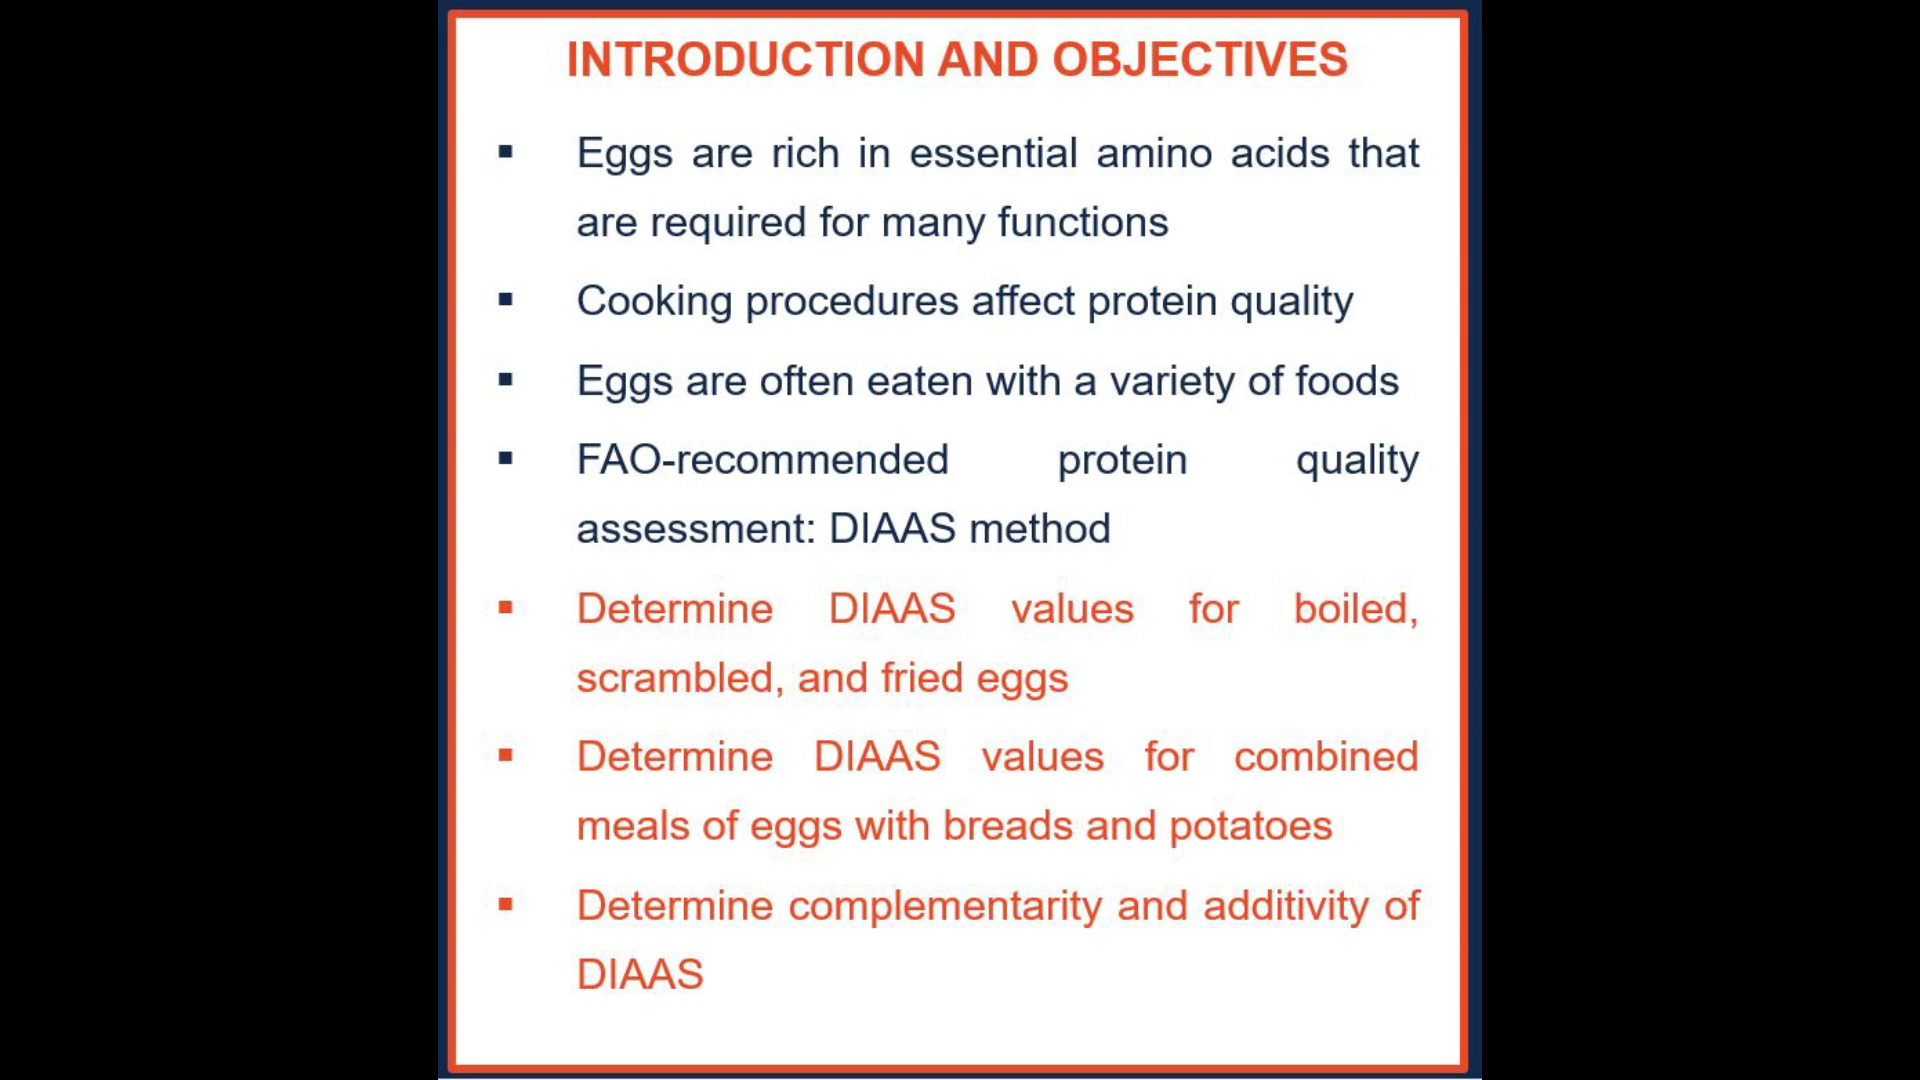 INTRODUCTION AND OBJECTIVES
▪ Eggs are rich in essential amino acids that
are required for many functions
▪ Cooking procedures affect protein quality
▪ Eggs are often eaten with a variety of foods
▪ FAO-recommended protein quality
assessment: DIAAS method
▪ Determine DIAAS values for boiled,
scrambled, and fried eggs
▪ Determine DIAAS values for combined
meals of eggs with breads and potatoes
▪ Determine complementarity and additivity of
DIAAS